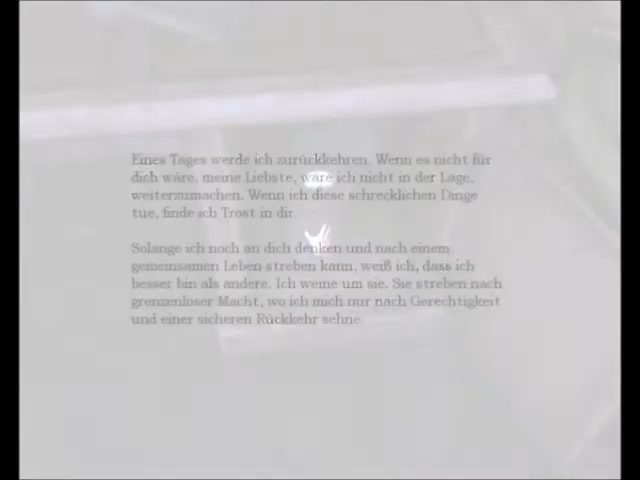 Eines Tages werde ich zurückkehren. Wenn es nicht für
dich wäre, meine Liebste, wäre ich nicht in der Lage,
weiterzumachen. Wenn ich diese schrecklichen Dinge
tue, finde ich Trost in dir.
Solange ich noch an dich denken und nach einem
gemeinsamen Leben streben kann, weiß ich, dass ich
besser bin als andere. Ich weine um sie. Sie streben nach
grenzenloser Macht, wo ich mich nur nach Gerechtigkeit
und einer sicheren Rückkehr sehne.